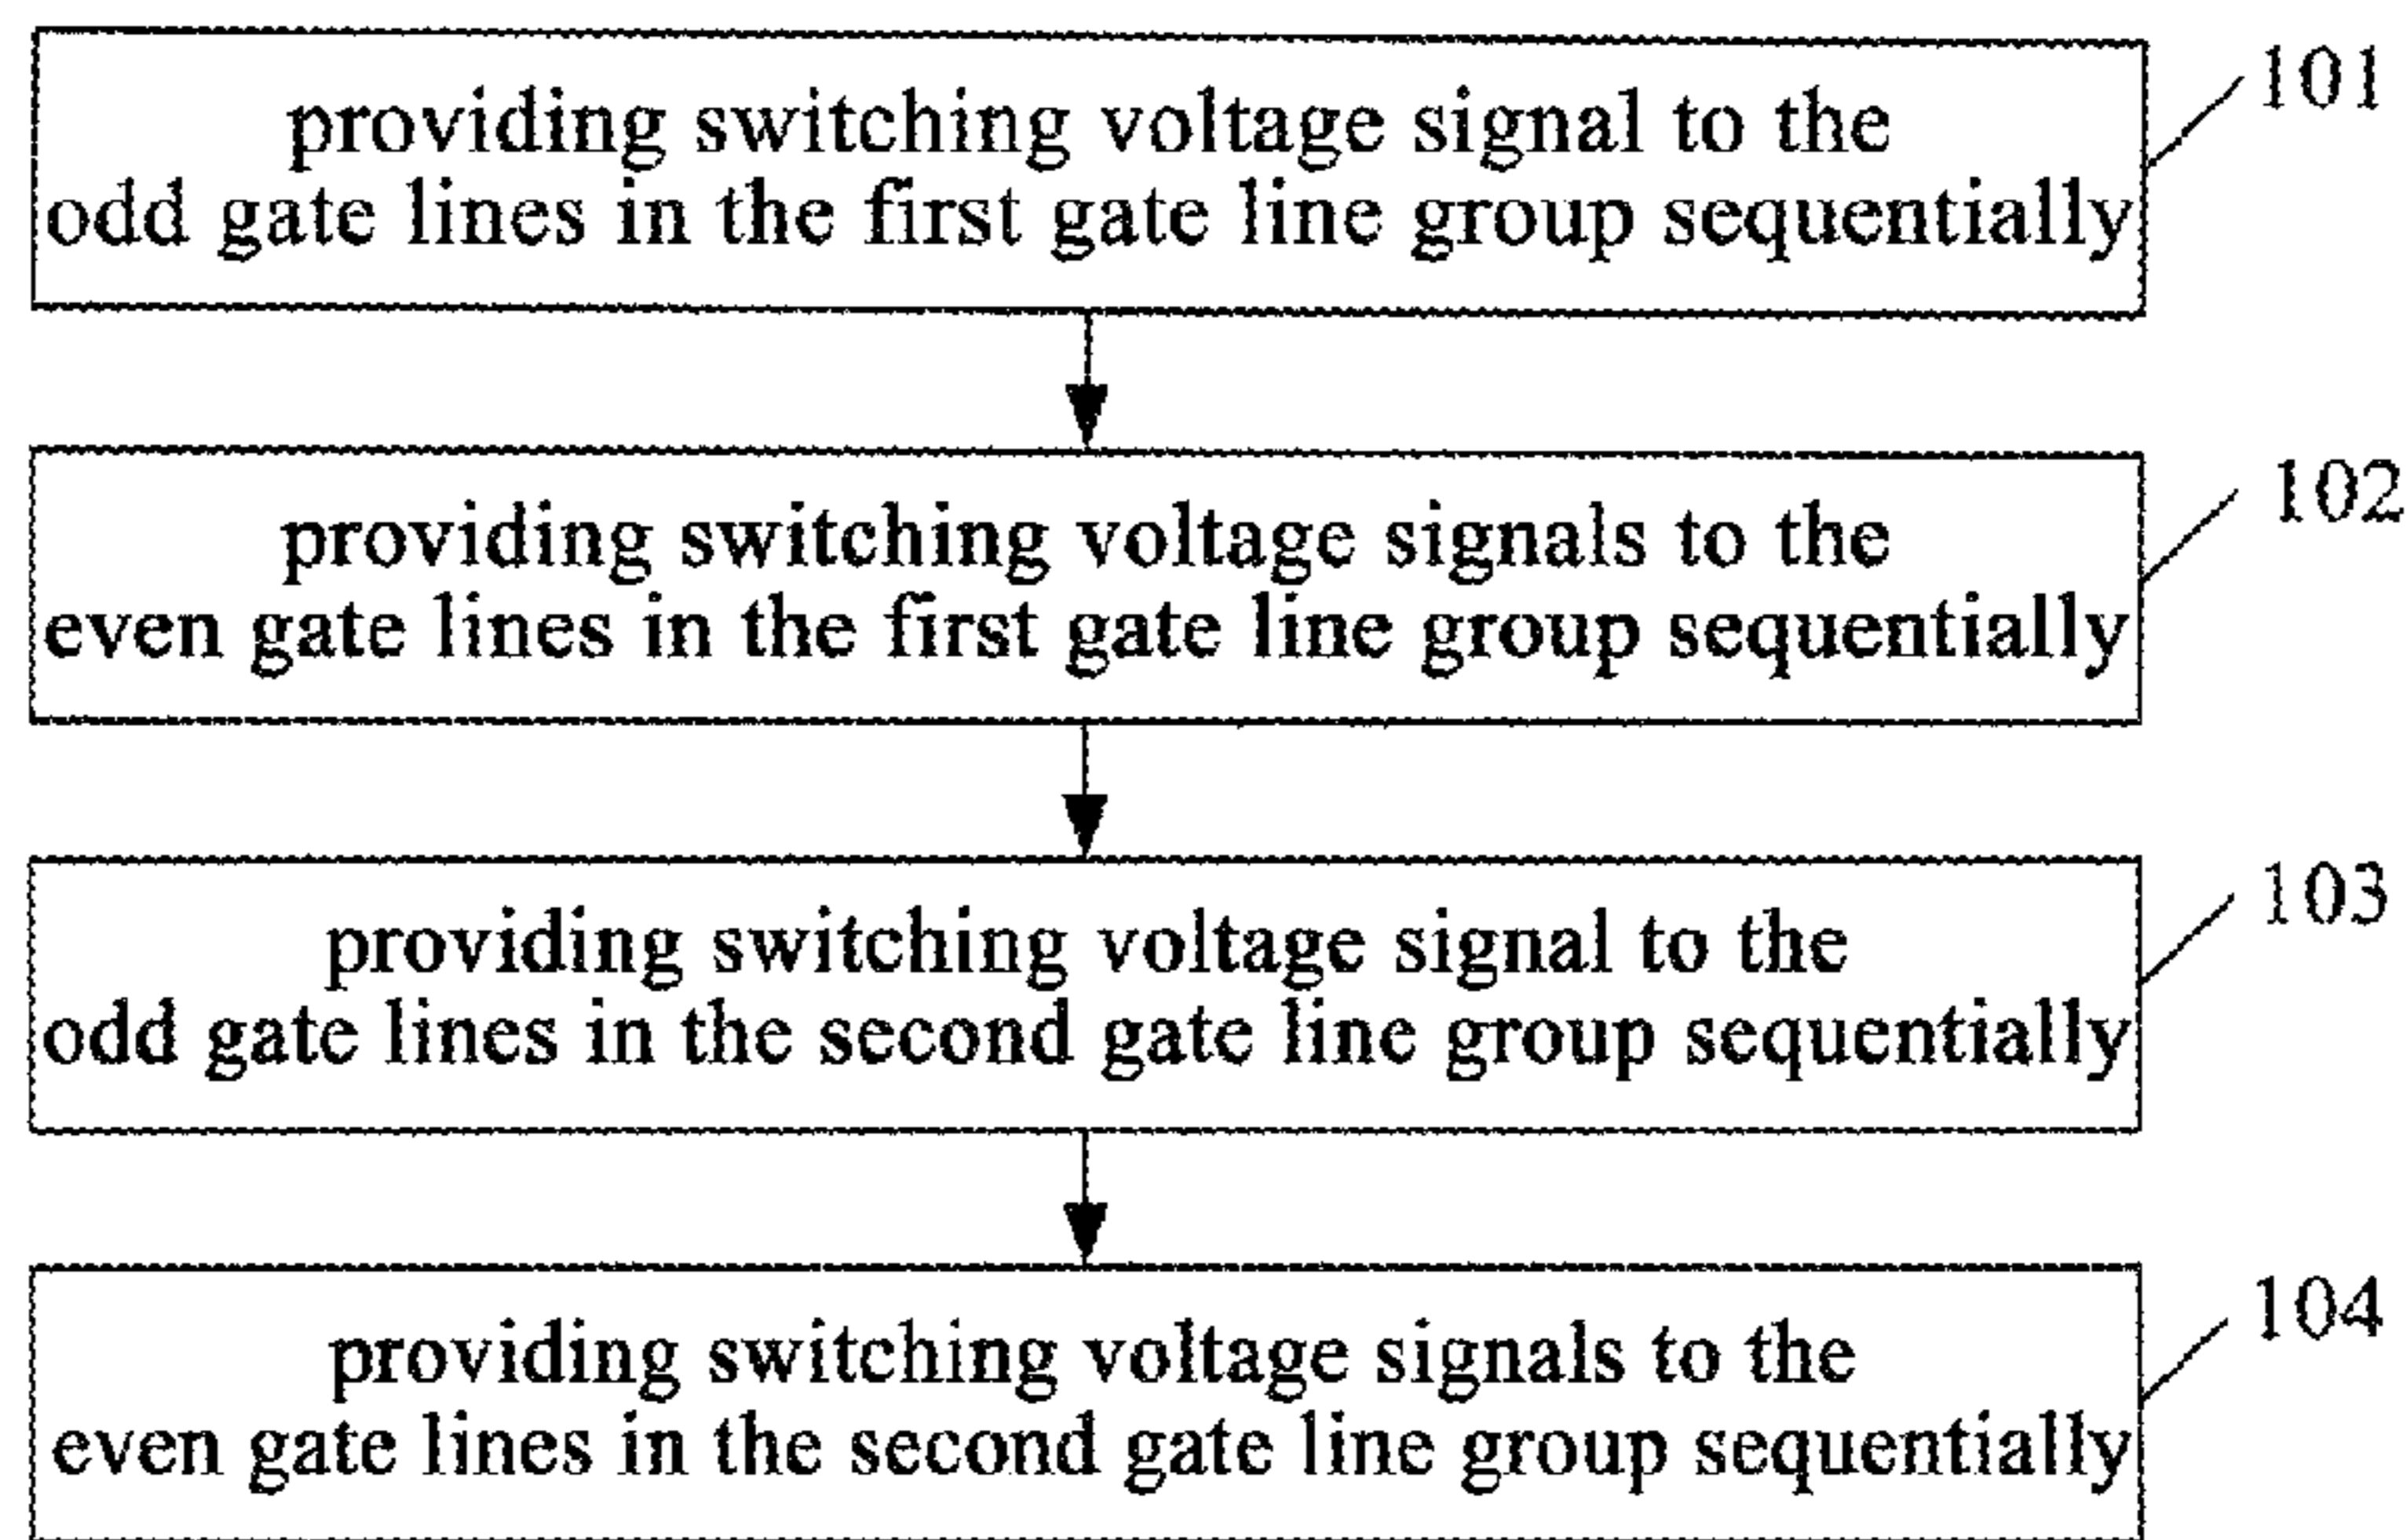 providing switching voltage signal to the
odd gate lines in the first gate line group sequentially
101
providing switching voltage signals to the
even gate lines in the first gate line group sequentially
102
providing switching voltage signal to the
odd gate lines in the second gate line group sequentially
103
providing switching voltage signals to the
even gate lines in the second gate line group sequentially
104